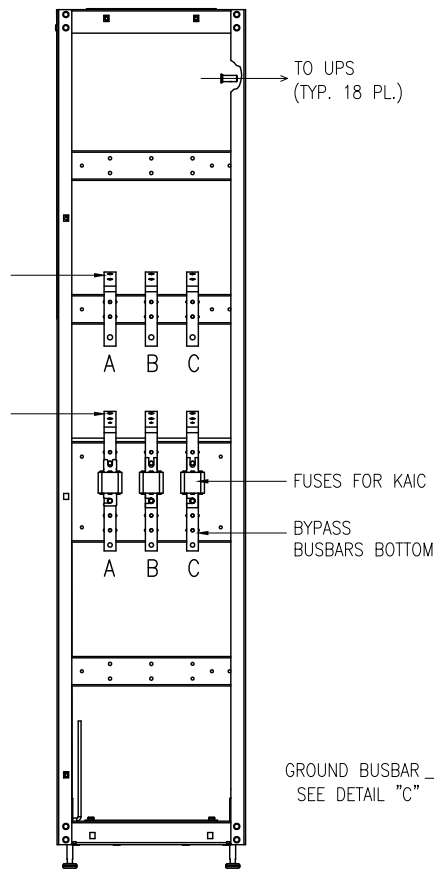 TO UPS
(TYP. 18 PL.)
A B C
FUSES FOR KAIC
BYPASS
BUSBARS BOTTOM
A B C
GROUND BUSBAR
SEE DETAIL "C"